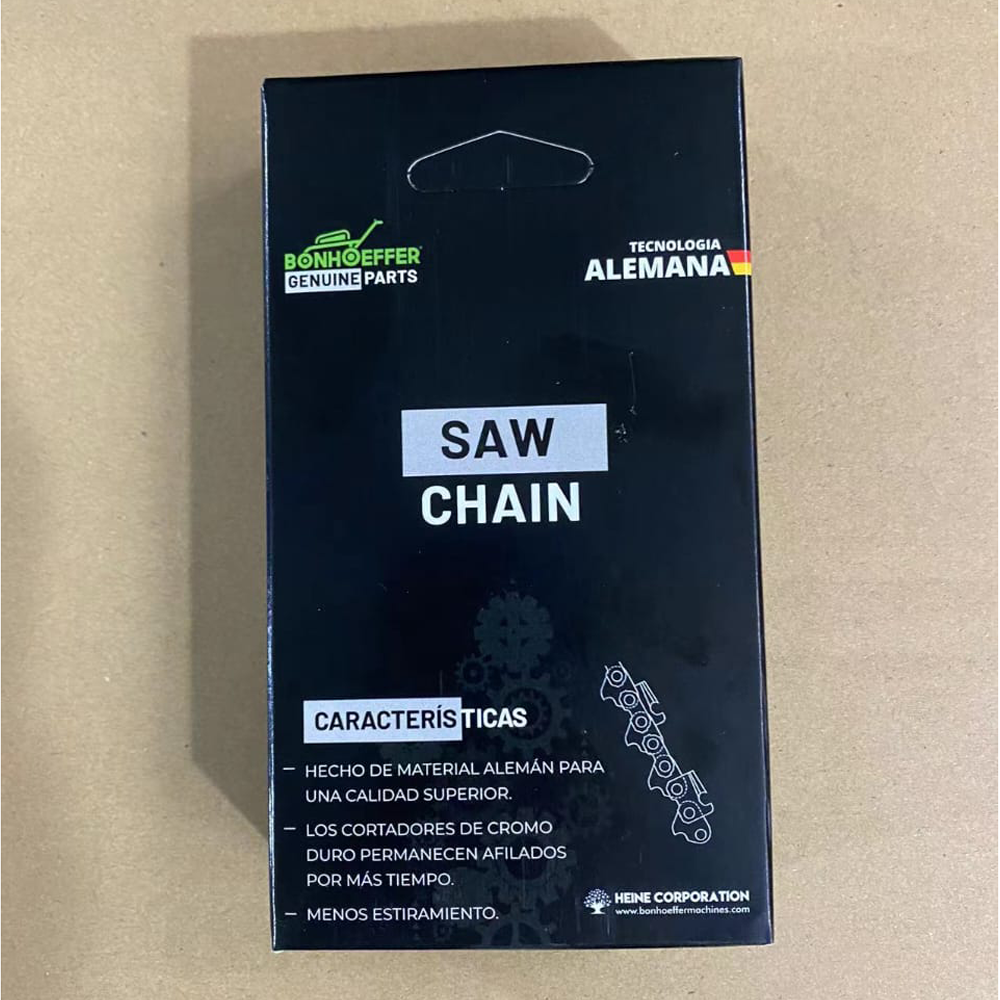 BONHOEFFER
GENUINE PARTS
TECNOLOGIA
ALEMANA
SAW
CHAIN
CARACTERÍSTICAS
– HECHO DE MATERIAL ALEMÁN PARA
UNA CALIDAD SUPERIOR.
– LOS CORTADORES DE CROMO
DURO PERMANECEN AFILADOS
POR MÁS TIEMPO.
– MENOS ESTIRAMIENTO.
HEINE CORPORATION
www.bonhoeffermachines.com